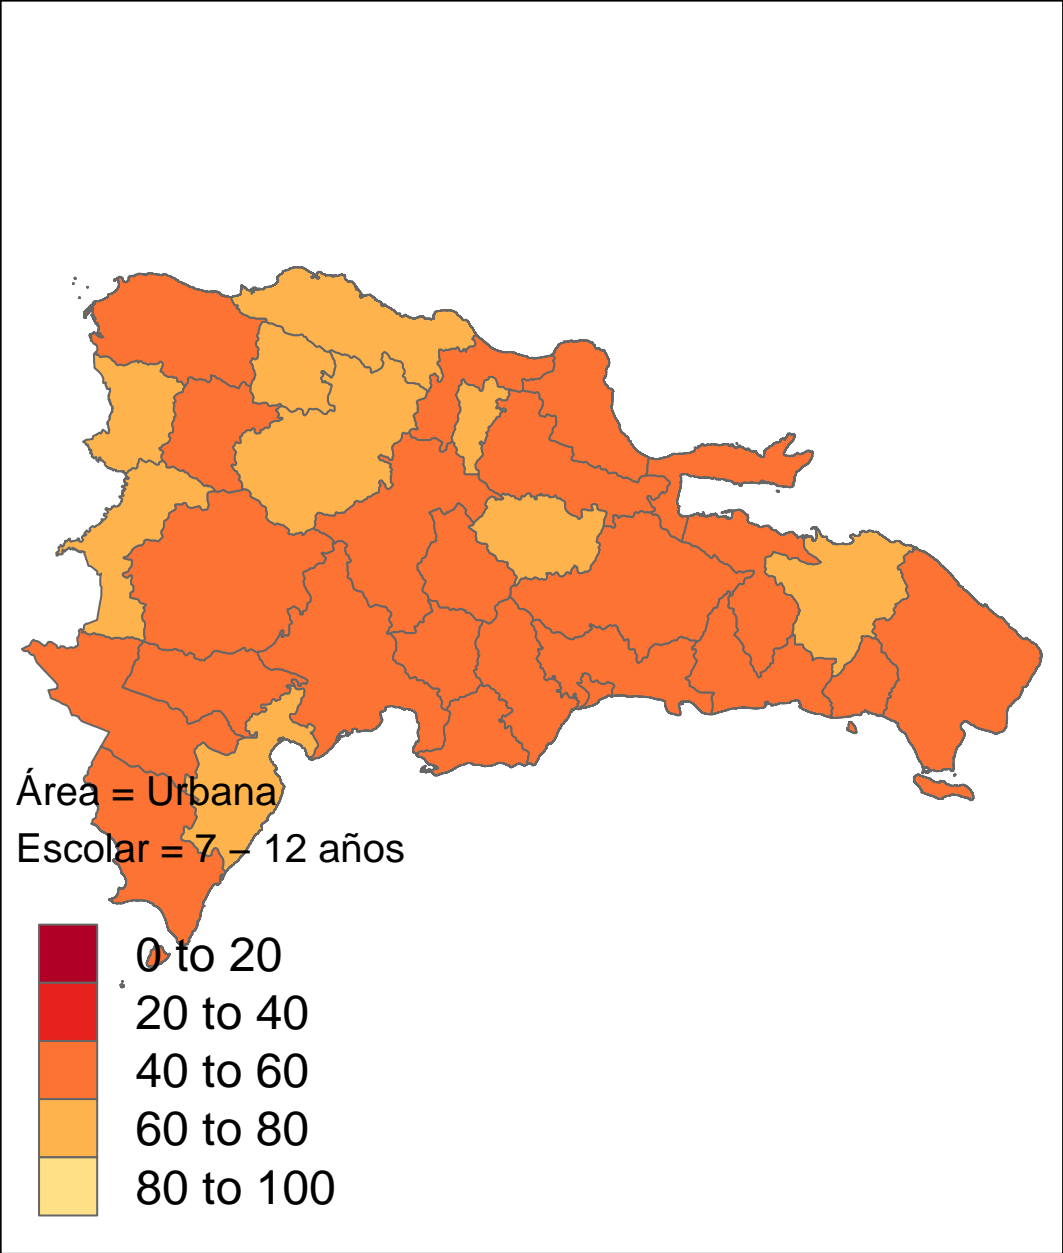 Área = Urbana
Escolar = 7 – 12 años
0 to 20
20 to 40
40 to 60
60 to 80
80 to 100